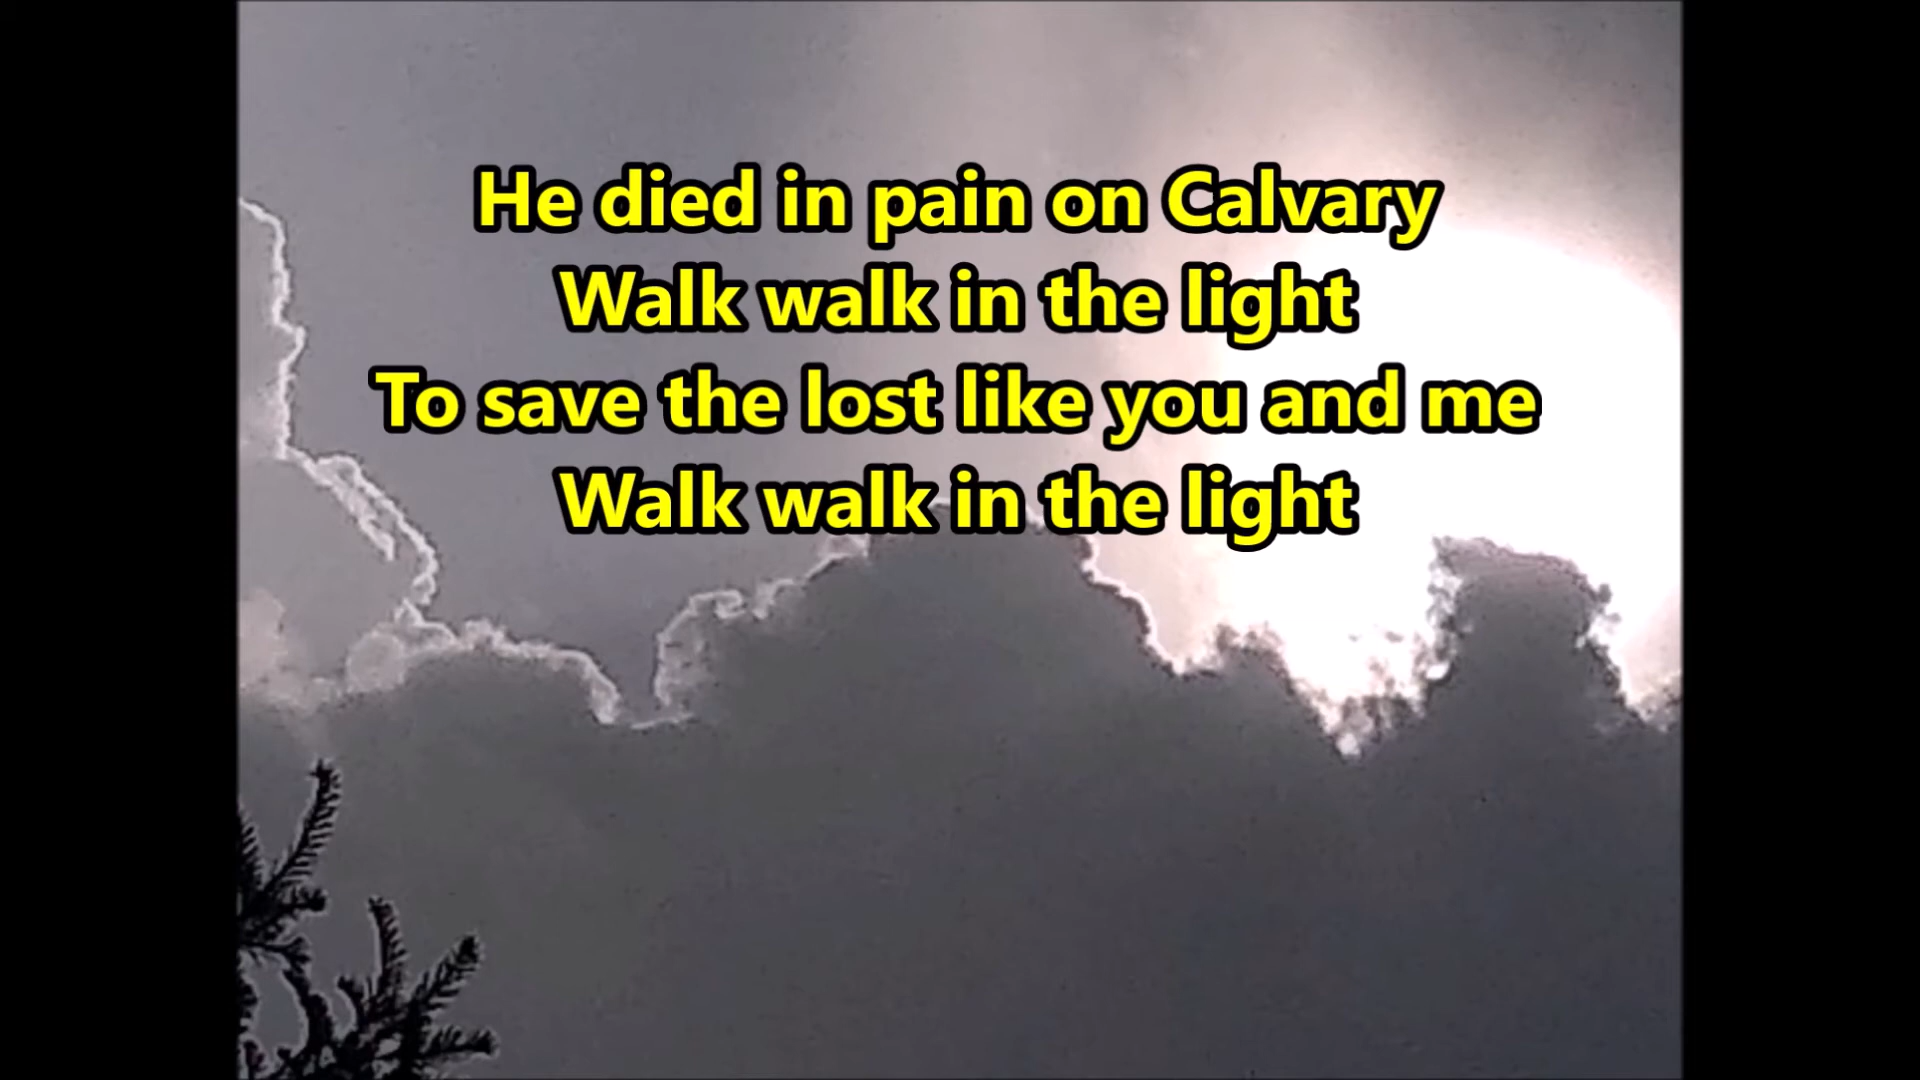 He died in pain on Calvary
Walk walk in the light
To save the lost like you and me
Walk walk in the light